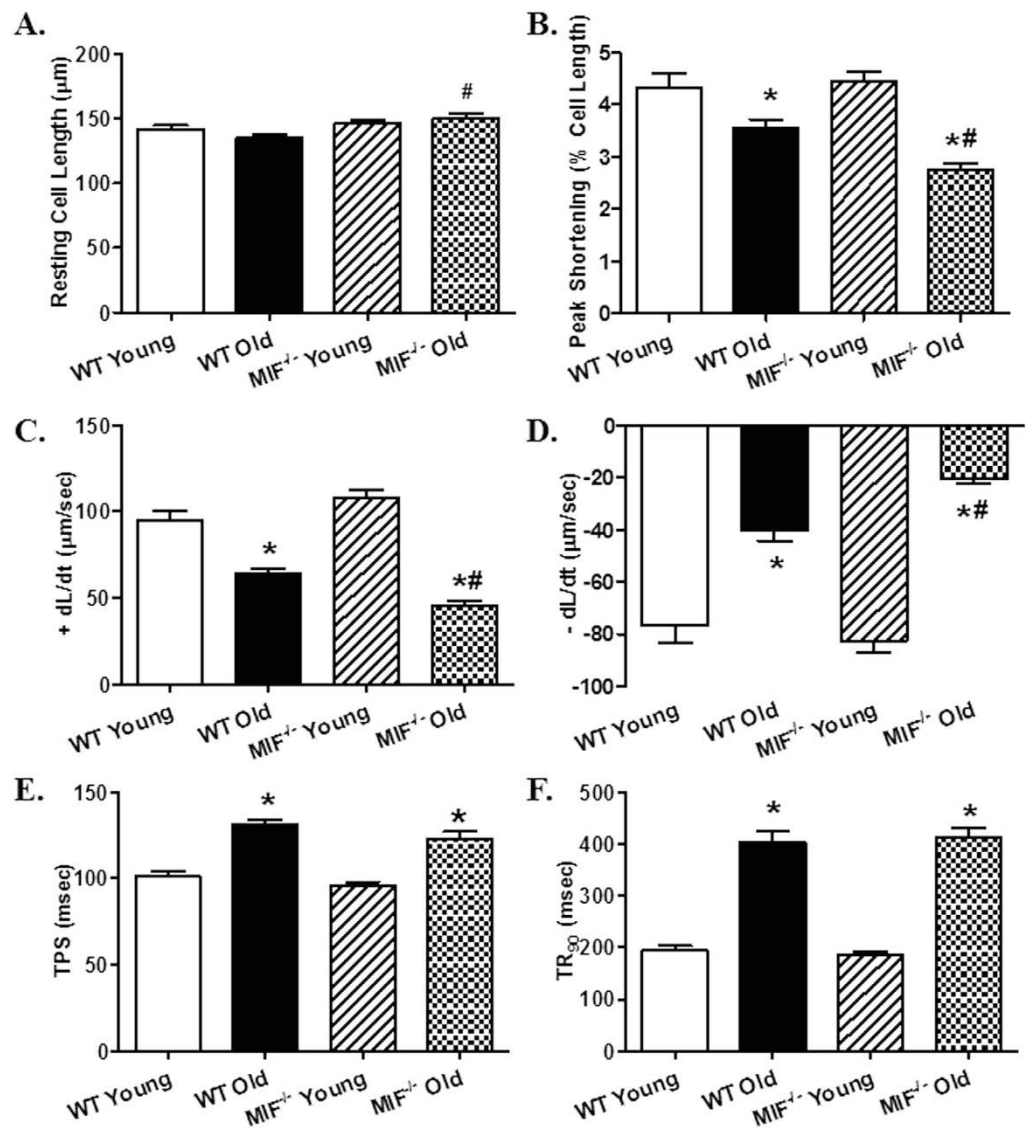 A.
Resting Cell Length (µm)
200
150
100
50
0
#
WT Young
WT Old
MIF-/- Young
MIF-/- Old
B.
Peak Shortening (% Cell Length)
5
4
3
2
1
0
*
*#
WT Young
WT Old
MIF-/- Young
MIF-/- Old
C.
+ dL/dt (µm/sec)
150
100
50
0
*
*#
WT Young
WT Old
MIF-/- Young
MIF-/- Old
D.
- dL/dt (µm/sec)
0
-20
-40
-60
-80
-100
*
*#
WT Young
WT Old
MIF-/- Young
MIF-/- Old
E.
TPS (msec)
150
100
50
0
*
*
WT Young
WT Old
MIF-/- Young
MIF-/- Old
F.
TR90 (msec)
500
400
300
200
100
0
*
*
WT Young
WT Old
MIF-/- Young
MIF-/- Old